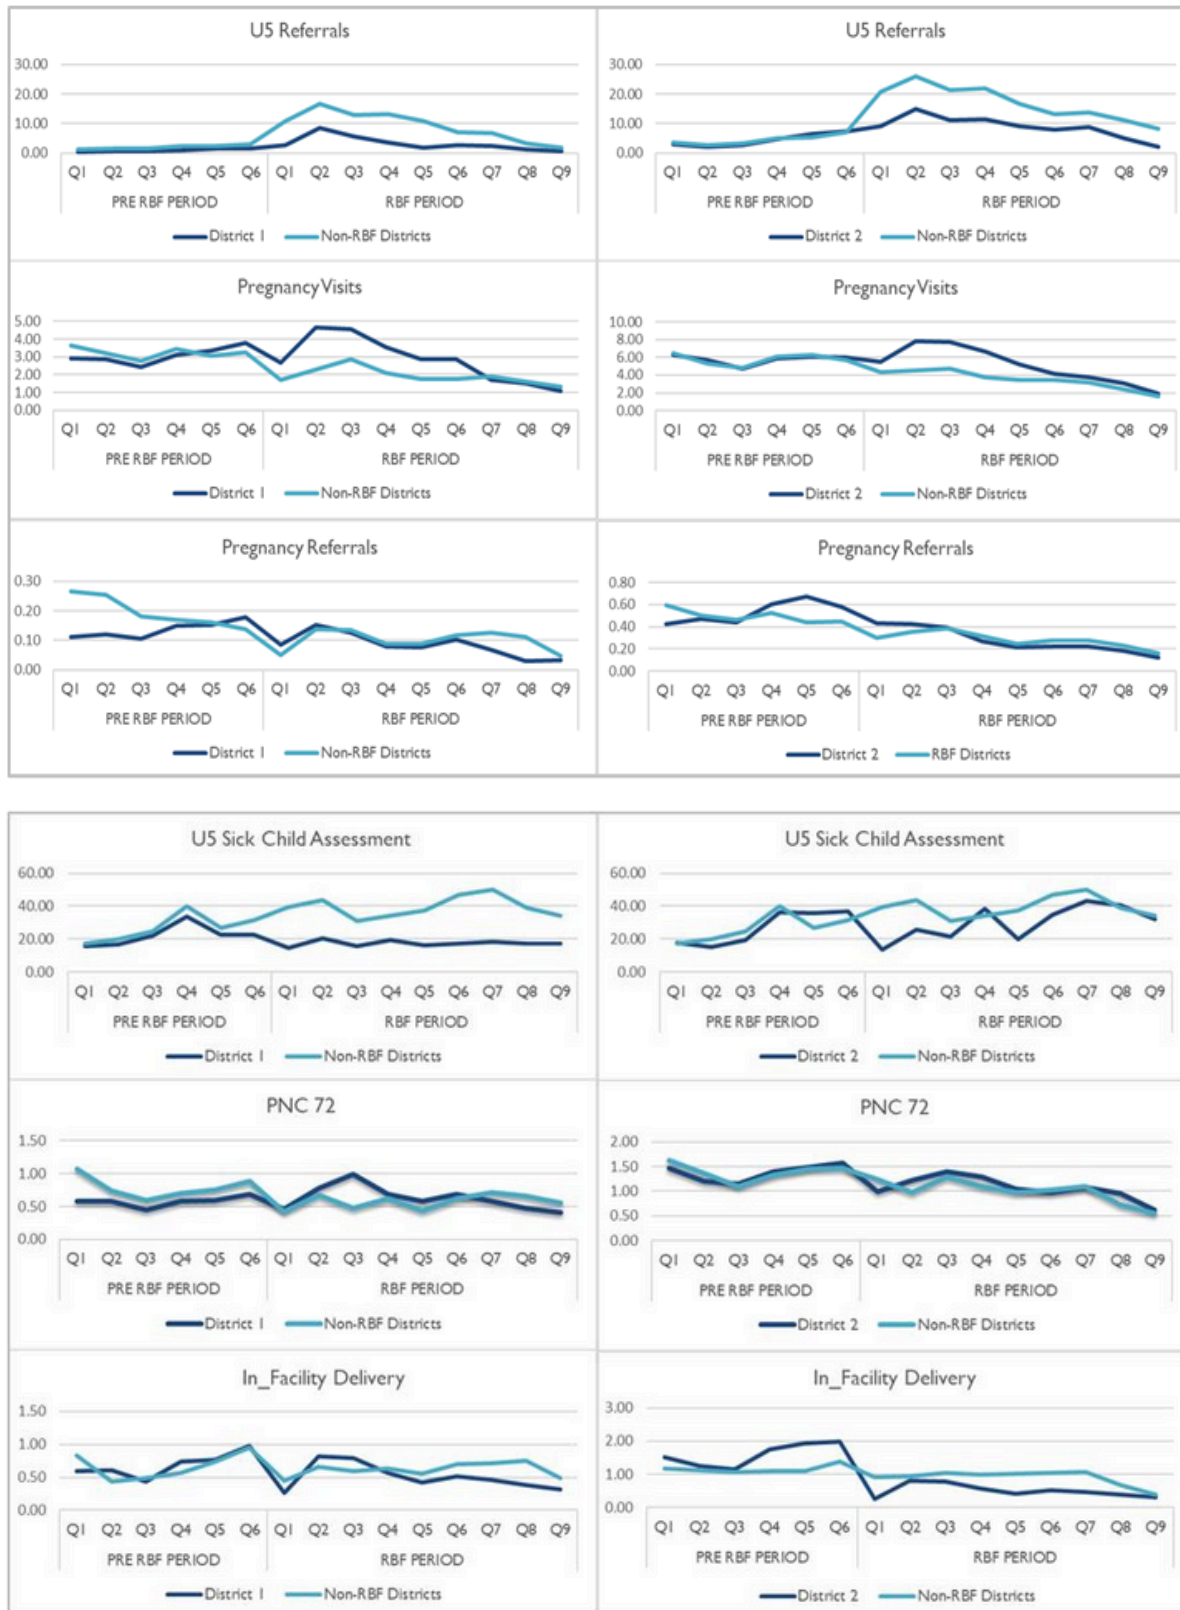 U5 Referrals
30.00
20.00
10.00
0.00
Q1 Q2 Q3 Q4 Q5 Q6 Q1 Q2 Q3 Q4 Q5 Q6 Q7 Q8 Q9
PRE RBF PERIOD RBF PERIOD
District 1 Non-RBF Districts
U5 Referrals
30.00
20.00
10.00
0.00
Q1 Q2 Q3 Q4 Q5 Q6 Q1 Q2 Q3 Q4 Q5 Q6 Q7 Q8 Q9
PRE RBF PERIOD RBF PERIOD
District 2 Non-RBF Districts
Pregnancy Visits
5.00
4.00
3.00
2.00
1.00
0.00
Q1 Q2 Q3 Q4 Q5 Q6 Q1 Q2 Q3 Q4 Q5 Q6 Q7 Q8 Q9
PRE RBF PERIOD RBF PERIOD
District 1 Non-RBF Districts
Pregnancy Visits
10.00
8.00
6.00
4.00
2.00
0.00
Q1 Q2 Q3 Q4 Q5 Q6 Q1 Q2 Q3 Q4 Q5 Q6 Q7 Q8 Q9
PRE RBF PERIOD RBF PERIOD
District 2 Non-RBF Districts
Pregnancy Referrals
0.30
0.20
0.10
0.00
Q1 Q2 Q3 Q4 Q5 Q6 Q1 Q2 Q3 Q4 Q5 Q6 Q7 Q8 Q9
PRE RBF PERIOD RBF PERIOD
District 1 Non-RBF Districts
Pregnancy Referrals
0.80
0.60
0.40
0.20
0.00
Q1 Q2 Q3 Q4 Q5 Q6 Q1 Q2 Q3 Q4 Q5 Q6 Q7 Q8 Q9
PRE RBF PERIOD RBF PERIOD
District 2 RBF Districts
U5 Sick Child Assessment
60.00
40.00
20.00
0.00
Q1 Q2 Q3 Q4 Q5 Q6 Q1 Q2 Q3 Q4 Q5 Q6 Q7 Q8 Q9
PRE RBF PERIOD RBF PERIOD
District 1 Non-RBF Districts
U5 Sick Child Assessment
60.00
40.00
20.00
0.00
Q1 Q2 Q3 Q4 Q5 Q6 Q1 Q2 Q3 Q4 Q5 Q6 Q7 Q8 Q9
PRE RBF PERIOD RBF PERIOD
District 2 Non-RBF Districts
PNC 72
1.50
1.00
0.50
0.00
Q1 Q2 Q3 Q4 Q5 Q6 Q1 Q2 Q3 Q4 Q5 Q6 Q7 Q8 Q9
PRE RBF PERIOD RBF PERIOD
District 1 Non-RBF Districts
PNC 72
2.00
1.50
1.00
0.50
0.00
Q1 Q2 Q3 Q4 Q5 Q6 Q1 Q2 Q3 Q4 Q5 Q6 Q7 Q8 Q9
PRE RBF PERIOD RBF PERIOD
District 2 Non-RBF Districts
In_Facility Delivery
1.50
1.00
0.50
0.00
Q1 Q2 Q3 Q4 Q5 Q6 Q1 Q2 Q3 Q4 Q5 Q6 Q7 Q8 Q9
PRE RBF PERIOD RBF PERIOD
District 1 Non-RBF Districts
In_Facility Delivery
3.00
2.00
1.00
0.00
Q1 Q2 Q3 Q4 Q5 Q6 Q1 Q2 Q3 Q4 Q5 Q6 Q7 Q8 Q9
PRE RBF PERIOD RBF PERIOD
District 2 Non-RBF Districts